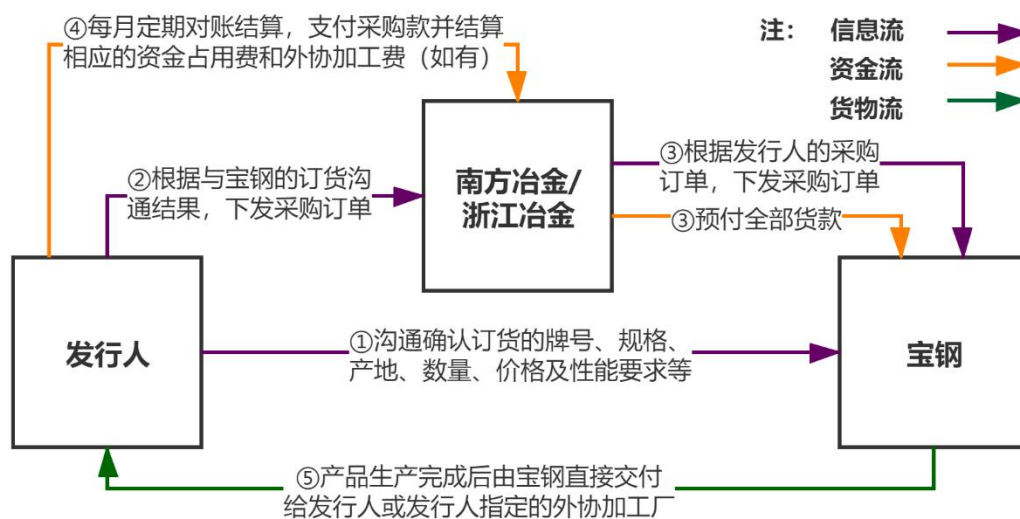 ④每月定期对账结算，支付采购款并结算
相应的资金占用费和外协加工费（如有）
注： 信息流
资金流
货物流
②根据与宝钢的订货沟
通结果，下发采购订单
南方冶金/
浙江冶金
③根据发行人的采购
订单，下发采购订单
③预付全部货款
发行人
①沟通确认订货的牌号、规格、
产地、数量、价格及性能要求等
宝钢
⑤产品生产完成后由宝钢直接交付
给发行人或发行人指定的外协加工厂